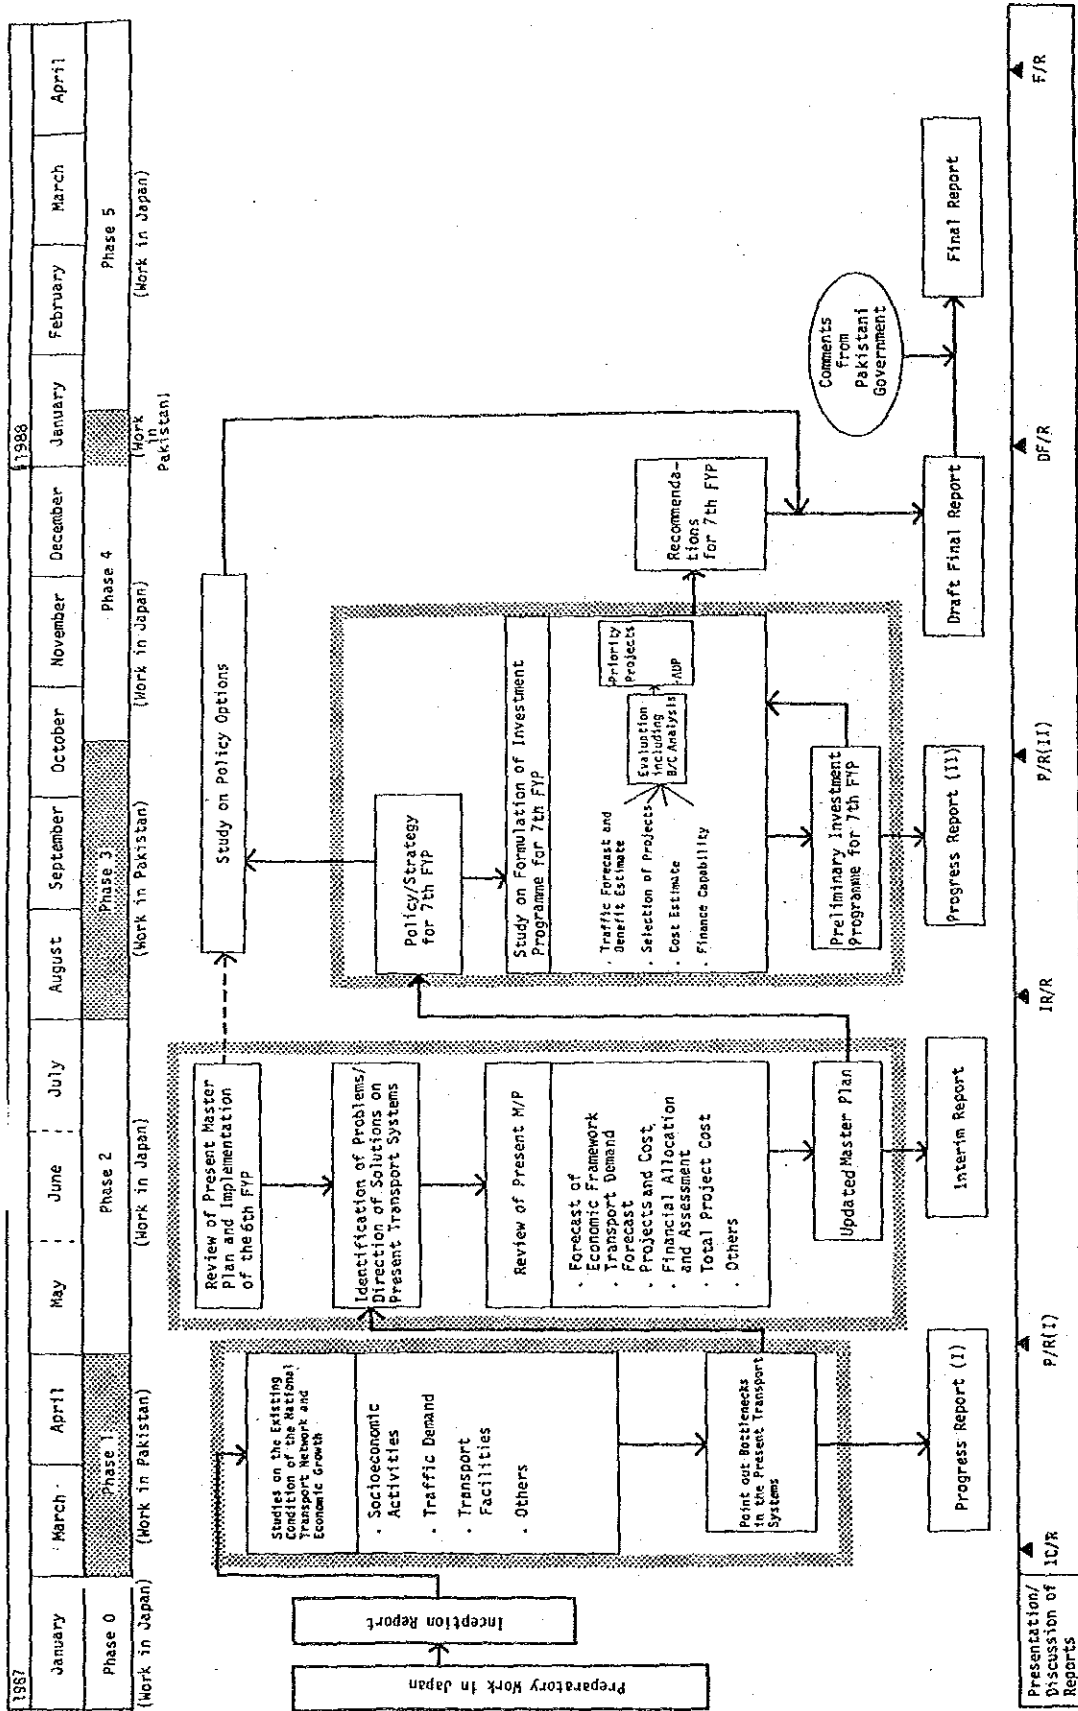 1987
1988
January
March
April
May
June
July
August
September
October
November
December
January
February
March
April
Phase 0
Phase 1
Phase 2
Phase 3
Phase 4
Phase 5
(Work in Japan)
(Work in Pakistan)
(Work in Pakistan)
(Work in Japan)
(Work in Pakistan)
(Work in Pakistan)
(Work in Japan)
(Work
in
Pakistan)
(Work in Japan)
Preparatory Work in Japan
Inception Report
Studies on the Existing
Condition of the National
Transport Network and
Economic Growth
· Socioeconomic
Activities
· Traffic Demand
· Transport
Facilities
· Others
Point out Bottlenecks
in the Present Transport
Systems
Progress Report (I)
Review of Present Master
Plan and Implementation
of the 6th FYP
Identification of Problems/
Direction of Solutions on
Present Transport Systems
Review of Present M/P
· Forecast of
Economic Framework
· Transport Demand
Forecast
· Projects and Cost,
· Financial Allocation
and Assessment
· Total Project Cost
· Others
Updated Master Plan
Interim Report
Study on Policy Options
Policy/Strategy
for 7th FYP
Study on Formulation of Investment
Programme for 7th FYP
· Traffic Forecast and
Benefit Estimate
· Selection of Projects
· Cost Estimate
· Finance Capability
Evaluation
including
B/C Analysis
Priority
Projects
ADP
Preliminary Investment
Programme for 7th FYP
Progress Report (II)
Recommenda-
tions
for 7th FYP
Draft Final Report
Comments
from
Pakistani
Government
Final Report
Presentation/
Discussion of
Reports
IC/R
P/R(I)
IR/R
P/R(II)
DF/R
F/R